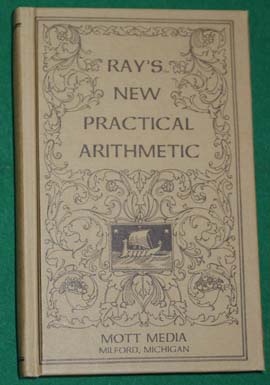 RAY'S
NEW
PRACTICAL
ARITHMETIC
MOTT MEDIA
MILFORD, MICHIGAN